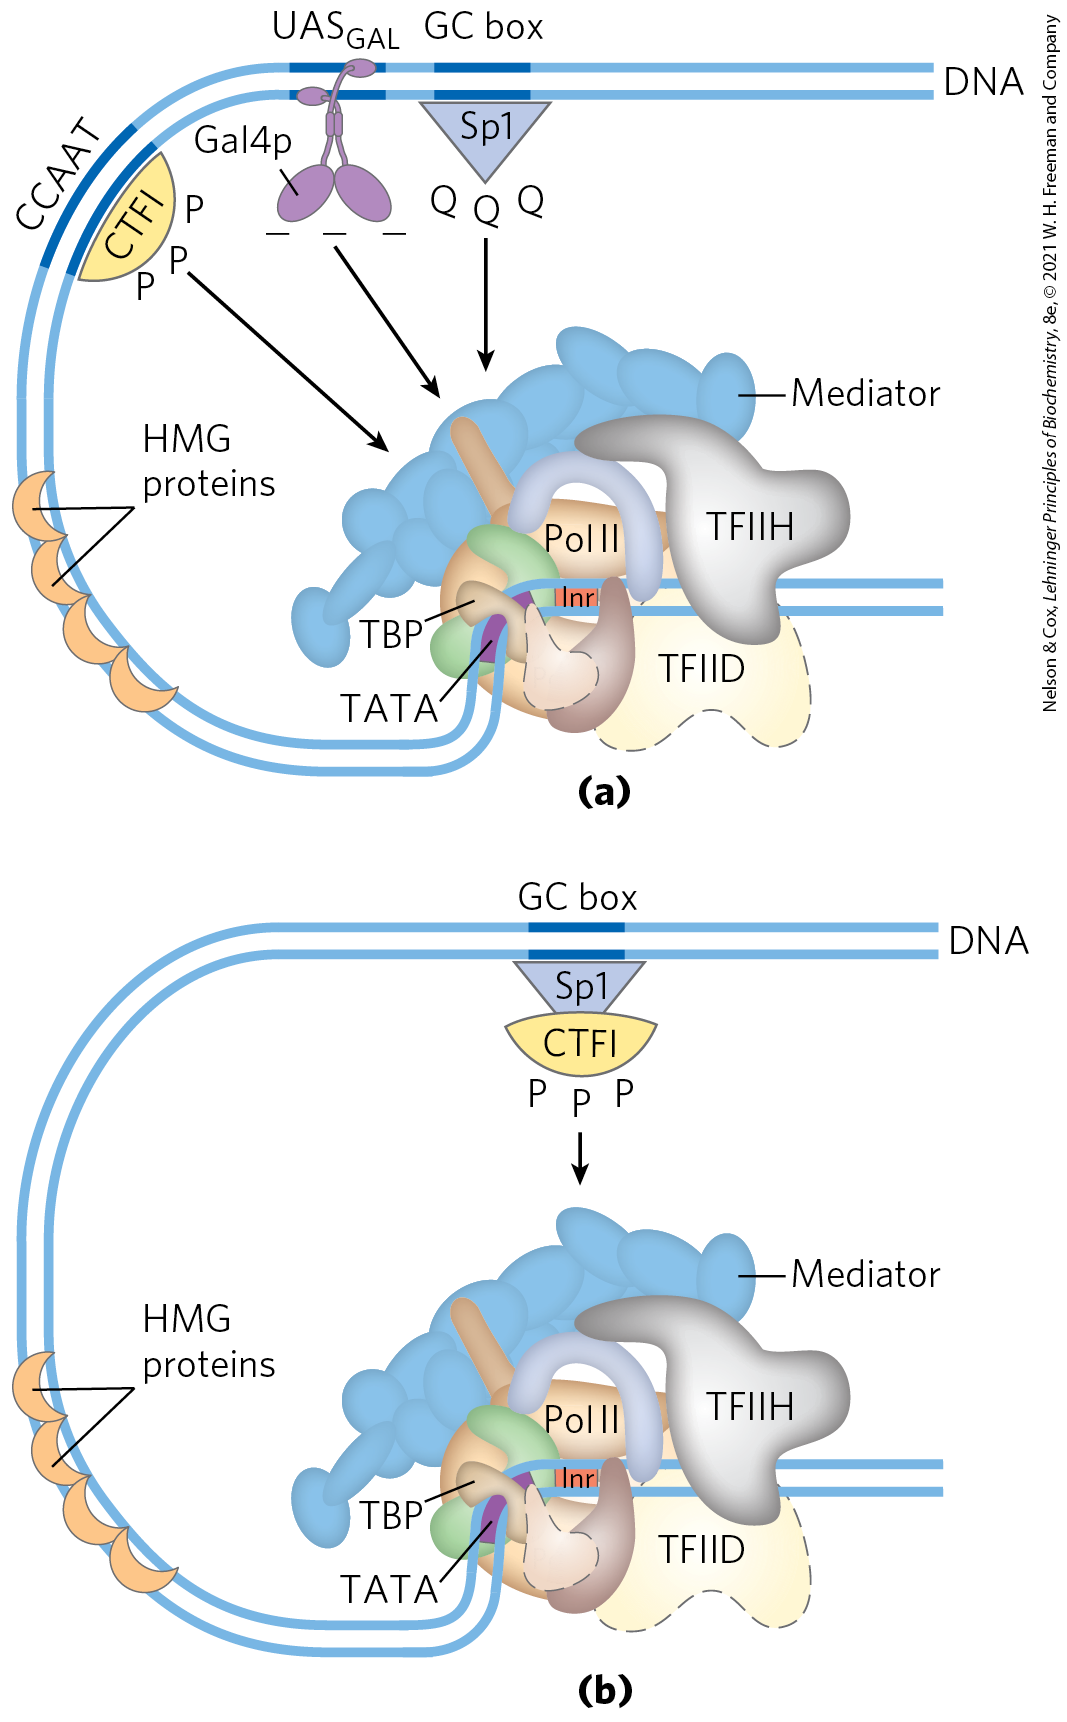 UASGAL
GC box
DNA
CCAAT
Gal4p
Sp1
CTFI
P
P
P
Q
Q
Q
– – –
Mediator
HMG
proteins
TFIIH
Pol II
Inr
TBP
TFIID
TATA
(a)
GC box
DNA
Sp1
CTFI
P
P
P
Mediator
HMG
proteins
TFIIH
Pol II
Inr
TBP
TFIID
TATA
(b)
Nelson & Cox, Lehninger Principles of Biochemistry, 8e, © 2021 W. H. Freeman and Company